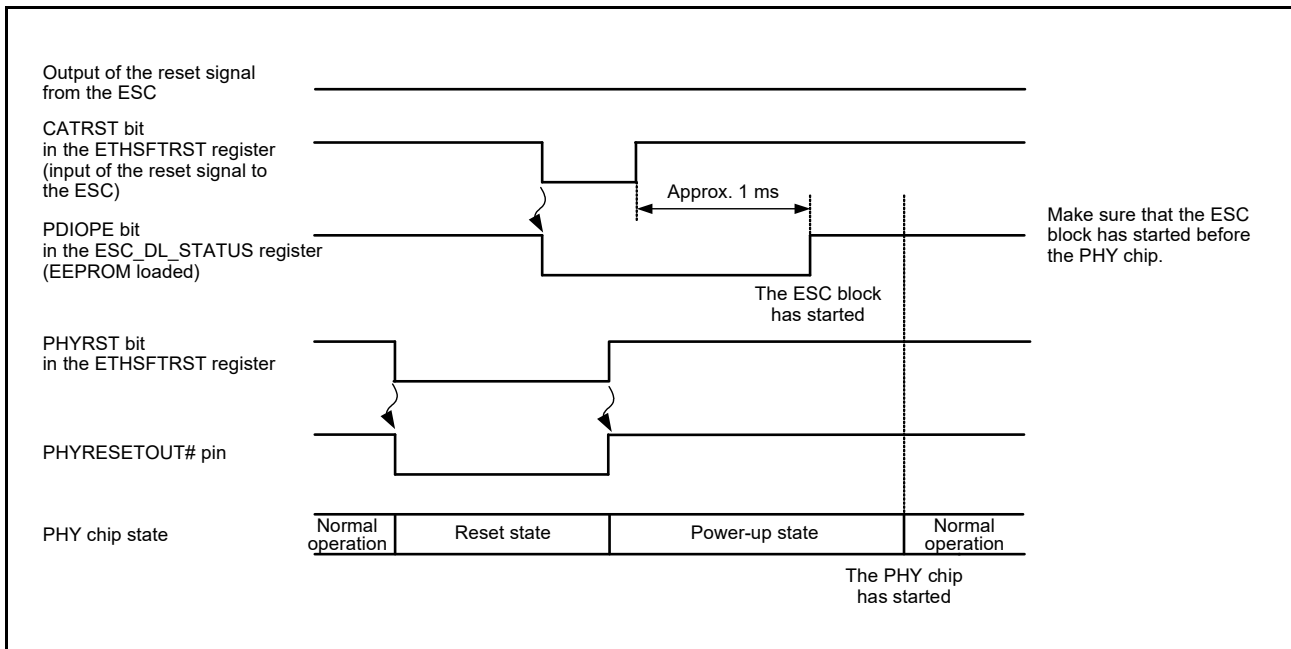 Output of the reset signal
from the ESC
CATRST bit
in the ETHSFTRST register
(input of the reset signal to
the ESC)
Approx. 1 ms
PDIOPE bit
in the ESC_DL_STATUS register
(EEPROM loaded)
Make sure that the ESC
block has started before
the PHY chip.
The ESC block
has started
PHYRST bit
in the ETHSFTRST register
PHYRESETOUT# pin
PHY chip state
Normal
operation
Reset state
Power-up state
Normal
operation
The PHY chip
has started